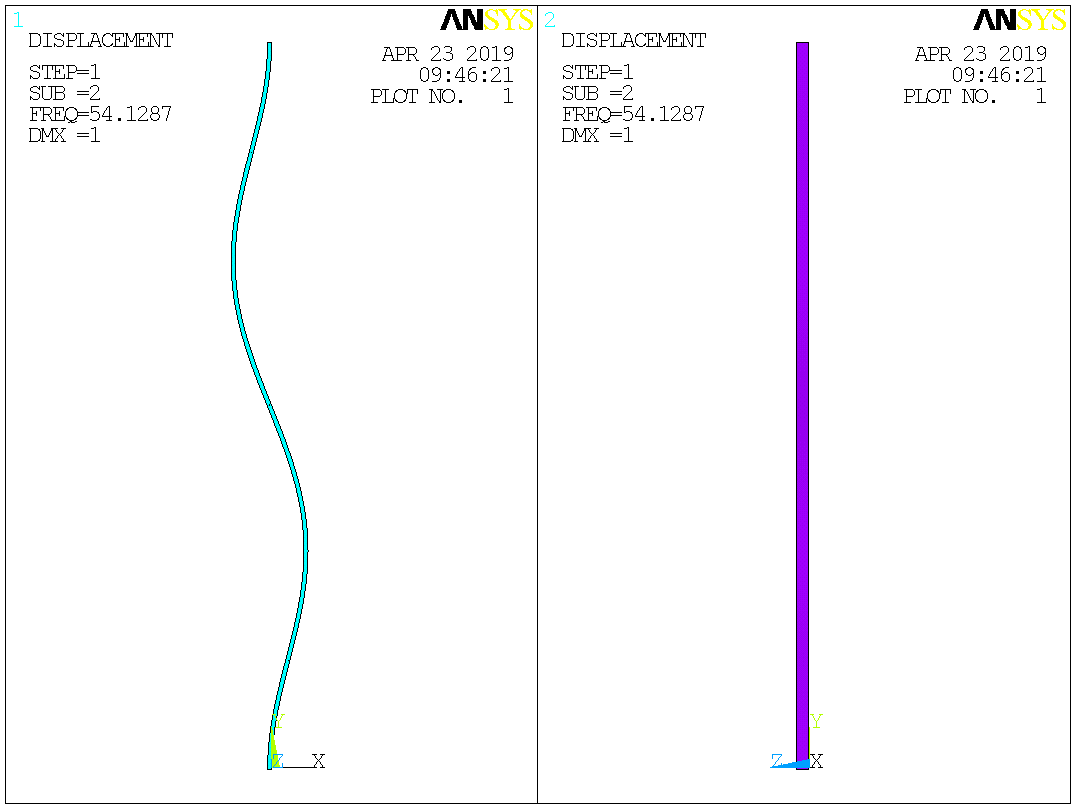 1
ANSYS
DISPLACEMENT
APR 23 2019
STEP=1
09:46:21
SUB =2
PLOT NO. 1
FREQ=54.1287
DMX =1
Y
Z X
2
ANSYS
DISPLACEMENT
APR 23 2019
STEP=1
09:46:21
SUB =2
PLOT NO. 1
FREQ=54.1287
DMX =1
Y
Z X